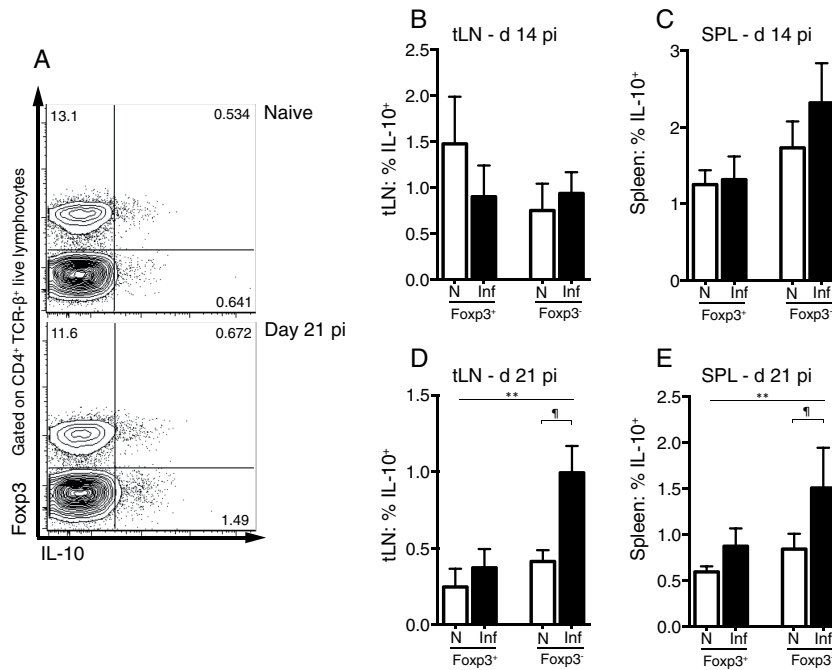 A
Gated on CD4⁺ TCR-β⁺ live lymphocytes
Foxp3
13.1
0.534
Naive
0.641
11.6
0.672
Day 21 pi
1.49
IL-10
B
tLN - d 14 pi
tLN: % IL-10⁺
2.5
2.0
1.5
1.0
0.5
0.0
N Inf N Inf
Foxp3⁺ Foxp3⁻
C
SPL - d 14 pi
Spleen: % IL-10⁺
3
2
1
0
N Inf N Inf
Foxp3⁺ Foxp3⁻
D
tLN - d 21 pi
tLN: % IL-10⁺
1.5
1.0
0.5
0.0
**
¶
N Inf N Inf
Foxp3⁺ Foxp3⁻
E
SPL - d 21 pi
Spleen: % IL-10⁺
2.5
2.0
1.5
1.0
0.5
0.0
**
¶
N Inf N Inf
Foxp3⁺ Foxp3⁻